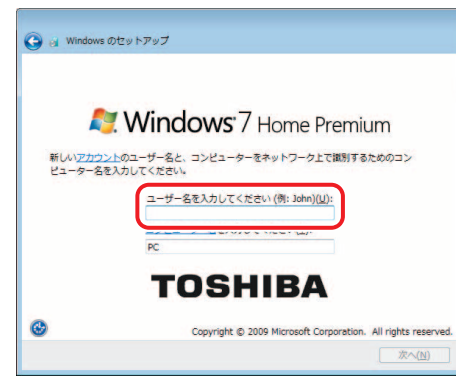 Windows のセットアップ
Windows 7 Home Premium
新しいアカウントのユーザー名と、コンピューターをネットワーク上で識別するためのコン
ピューター名を入力してください。
ユーザー名を入力してください (例: John)(U):
PC
TOSHIBA
Copyright © 2009 Microsoft Corporation. All rights reserved.
次へ(N)